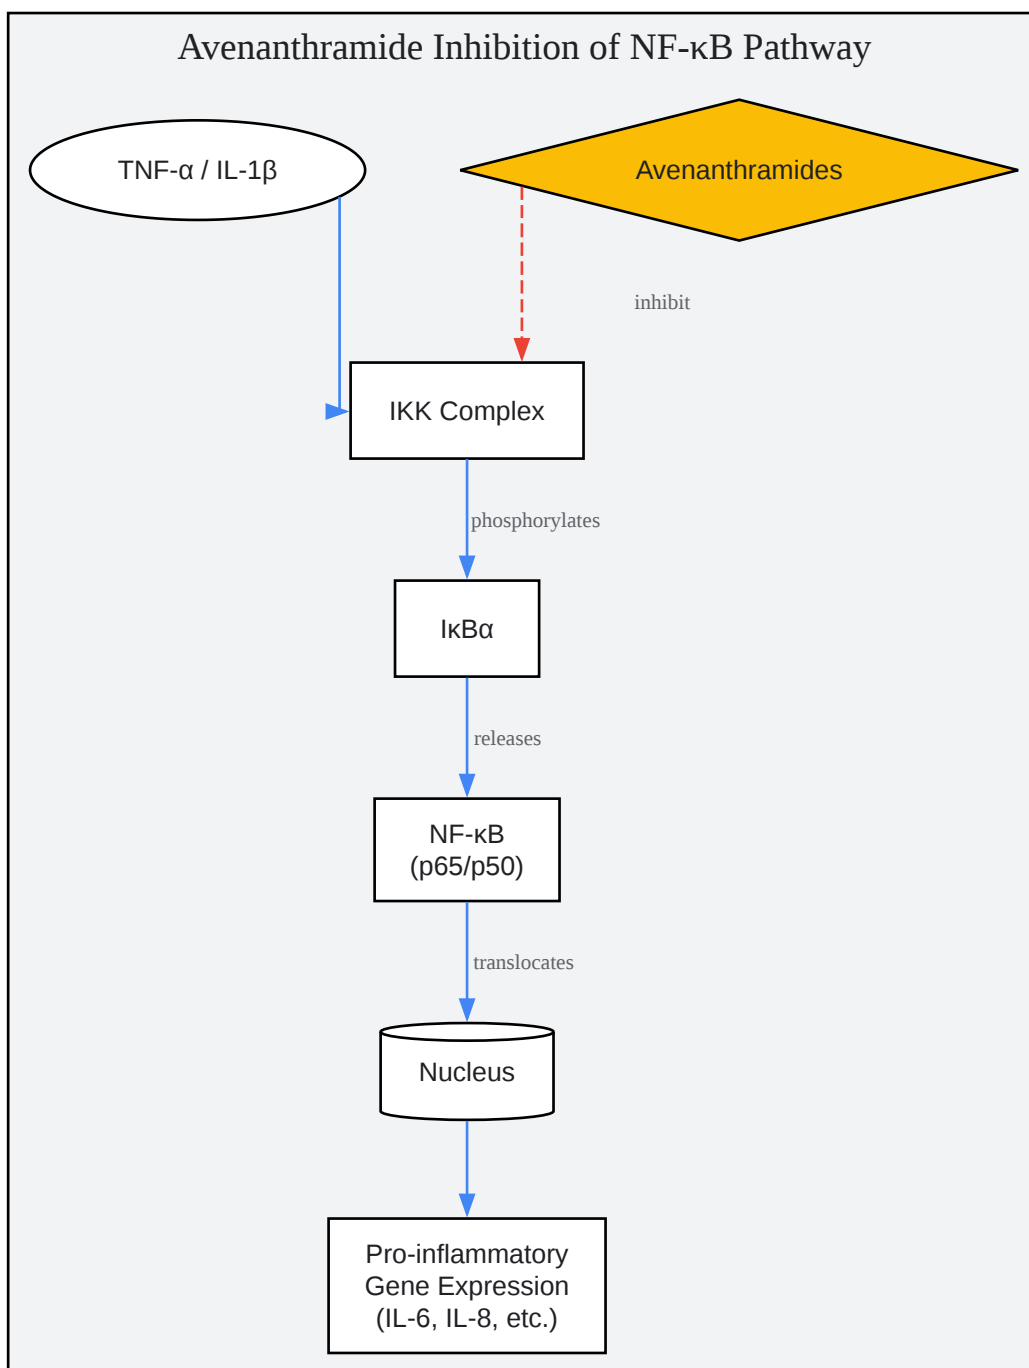 Avenanthramide Inhibition of NF-κB Pathway
TNF-α / IL-1β
Avenanthramides
inhibit
IKK Complex
phosphorylates
IκBα
releases
NF-κB
(p65/p50)
translocates
Nucleus
Pro-inflammatory
Gene Expression
(IL-6, IL-8, etc.)